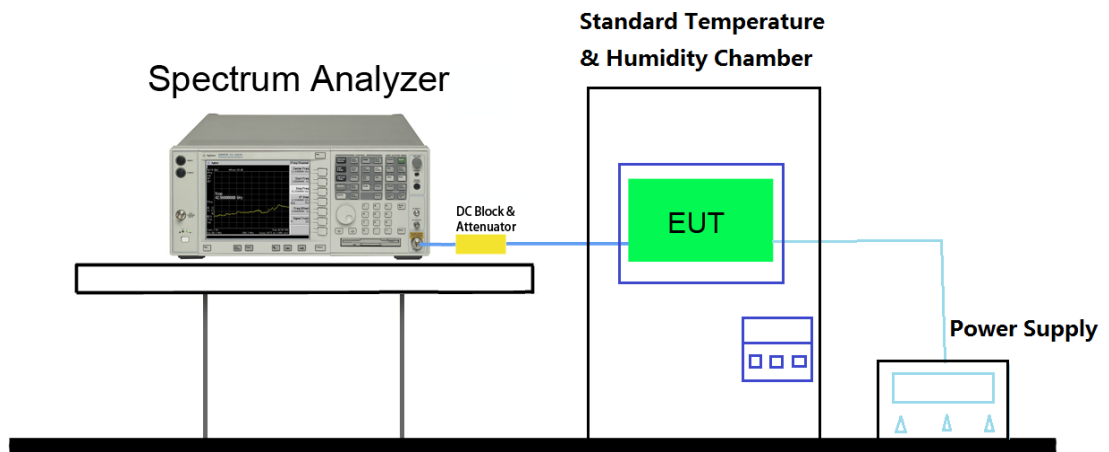 Standard Temperature
& Humidity Chamber
Spectrum Analyzer
DC Block &
Attenuator
EUT
Power Supply